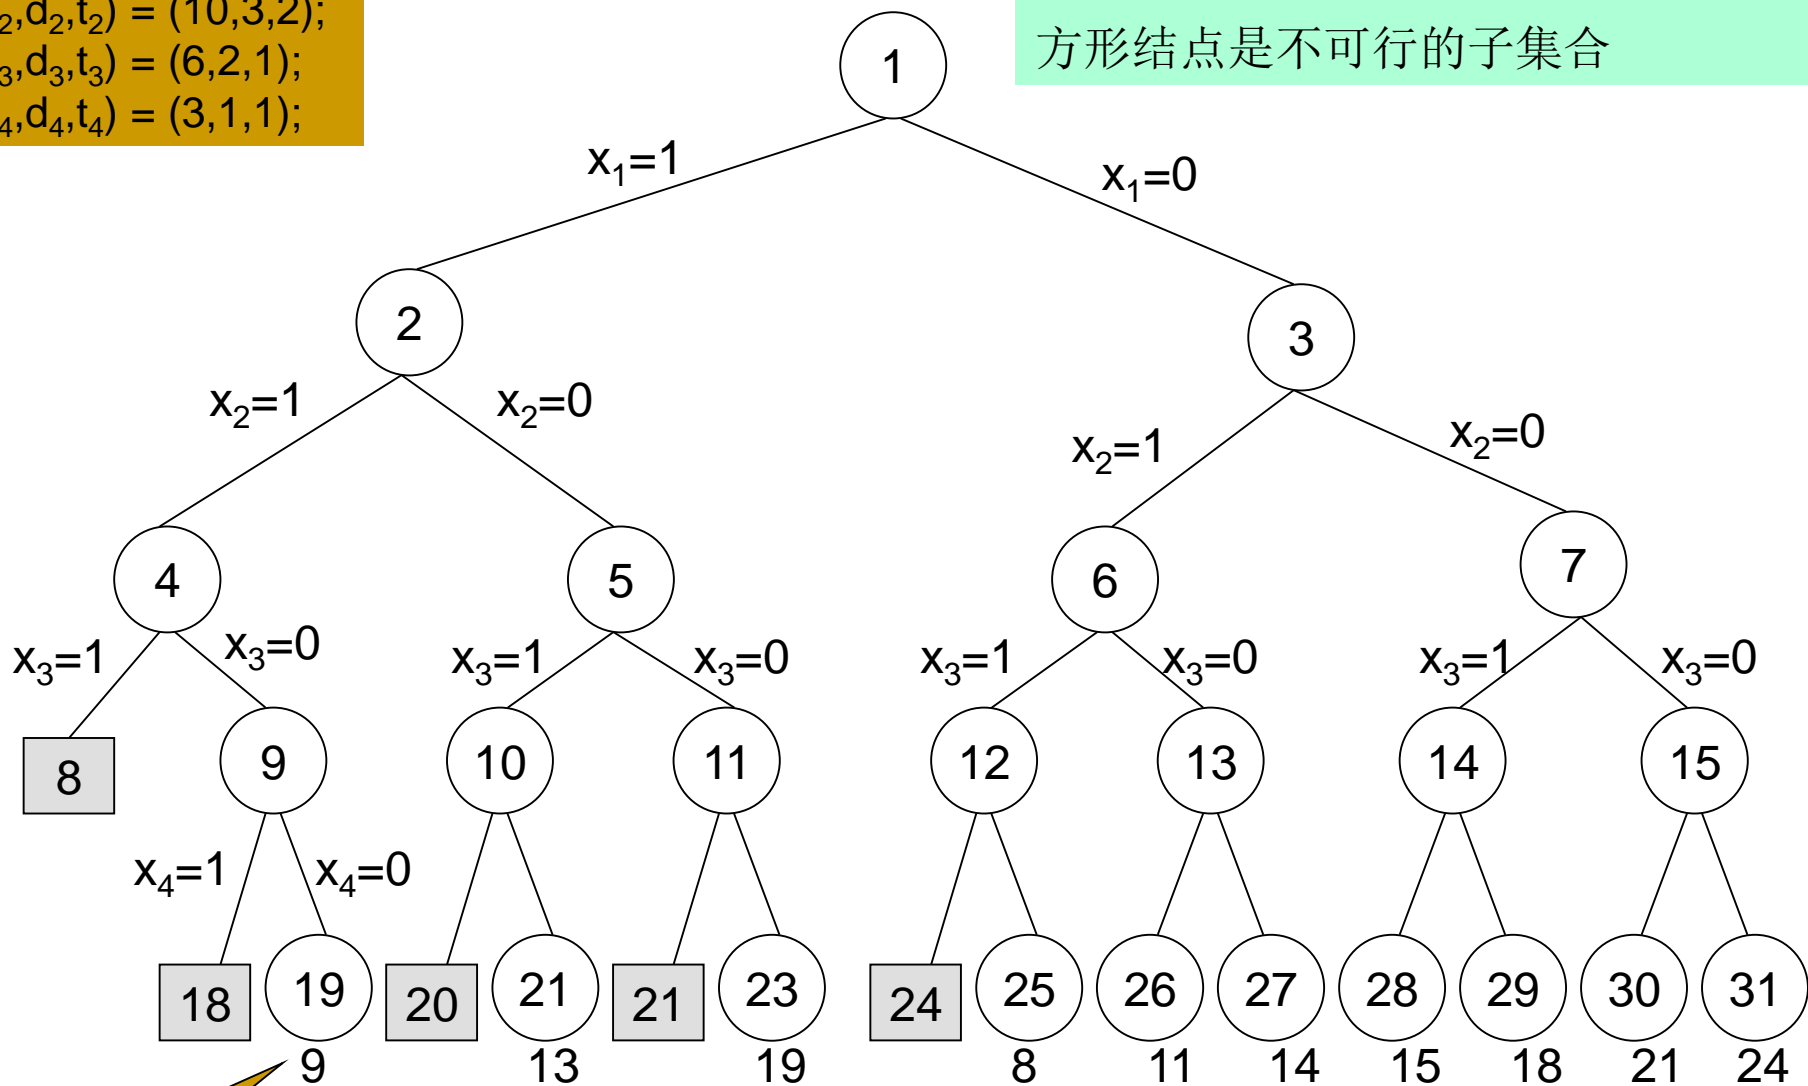 ₂,d₂,t₂) = (10,3,2);
₃,d₃,t₃) = (6,2,1);
₄,d₄,t₄) = (3,1,1);
方形结点是不可行的子集合
1
x₁=1
x₁=0
2
3
x₂=1
x₂=0
x₂=1
x₂=0
4
5
6
7
x₃=1
x₃=0
x₃=1
x₃=0
x₃=1
x₃=0
x₃=1
x₃=0
8
9
10
11
12
13
14
15
x₄=1
x₄=0
18
19
20
21
21
23
24
25
26
27
28
29
30
31
9
13
19
8
11
14
15
18
21
24